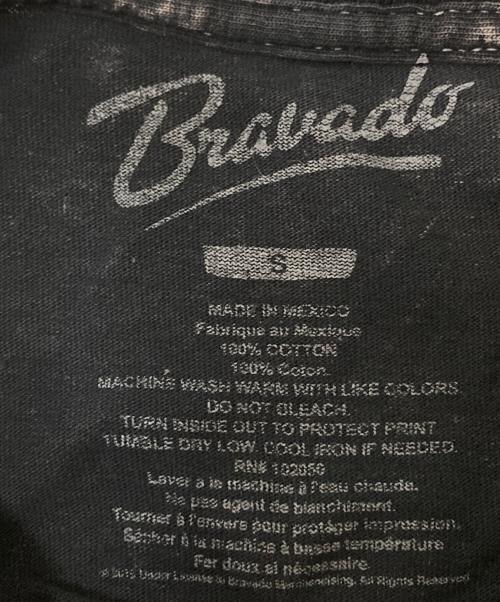 Bravado
S
MADE IN MEXICO
Fabrique au Mexique
100% COTTON
100% Coton.
MACHINE WASH WARM WITH LIKE COLORS.
DO NOT BLEACH.
TURN INSIDE OUT TO PROTECT PRINT
TUMBLE DRY LOW. COOL IRON IF NEEDED.
RN# 102050
Laver a la machine à l'eau chaude.
Ne pas agent de blanchiment.
Tourner à l'envers pour protéger impression.
Sécher à la machine à basse température
Fer doux si nécessaire.
© 2015 Under License to Bravado Merchandising. All Rights Reserved